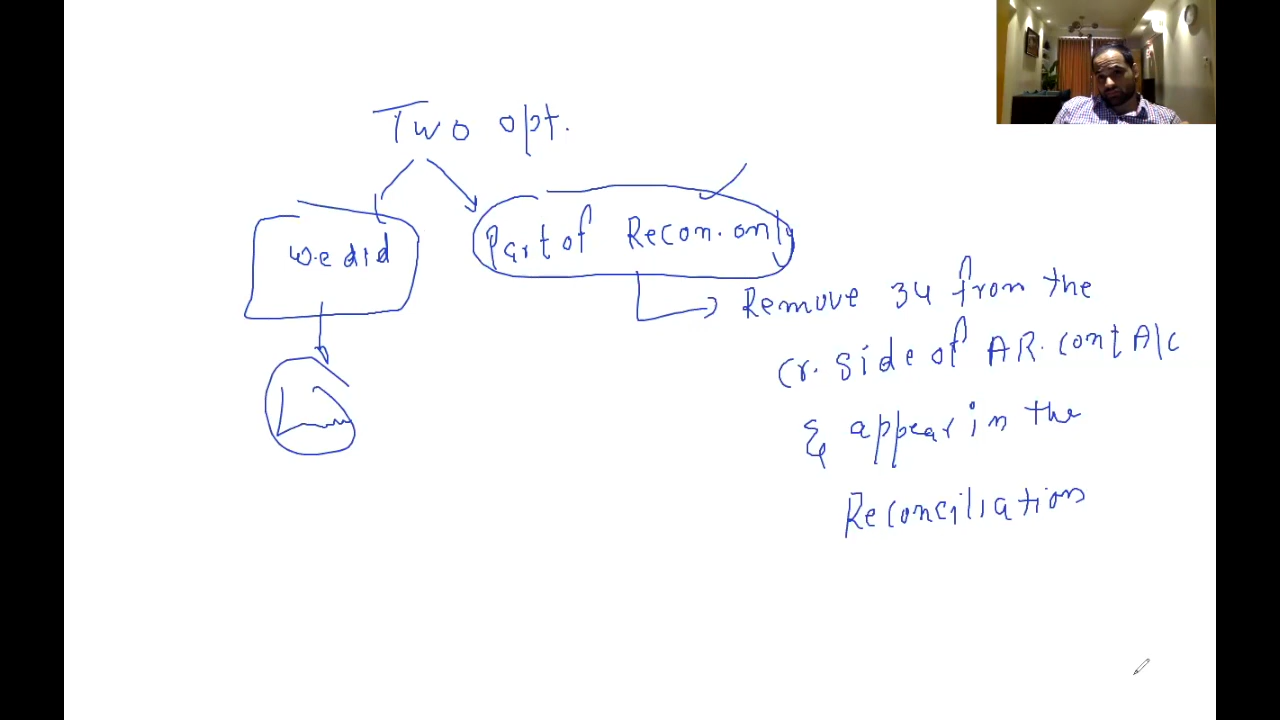 Two opt.
we did
Part of Recon. only
Remove 34 from the
Cr. side of AR. cont A/c
& appear in the
Reconciliation